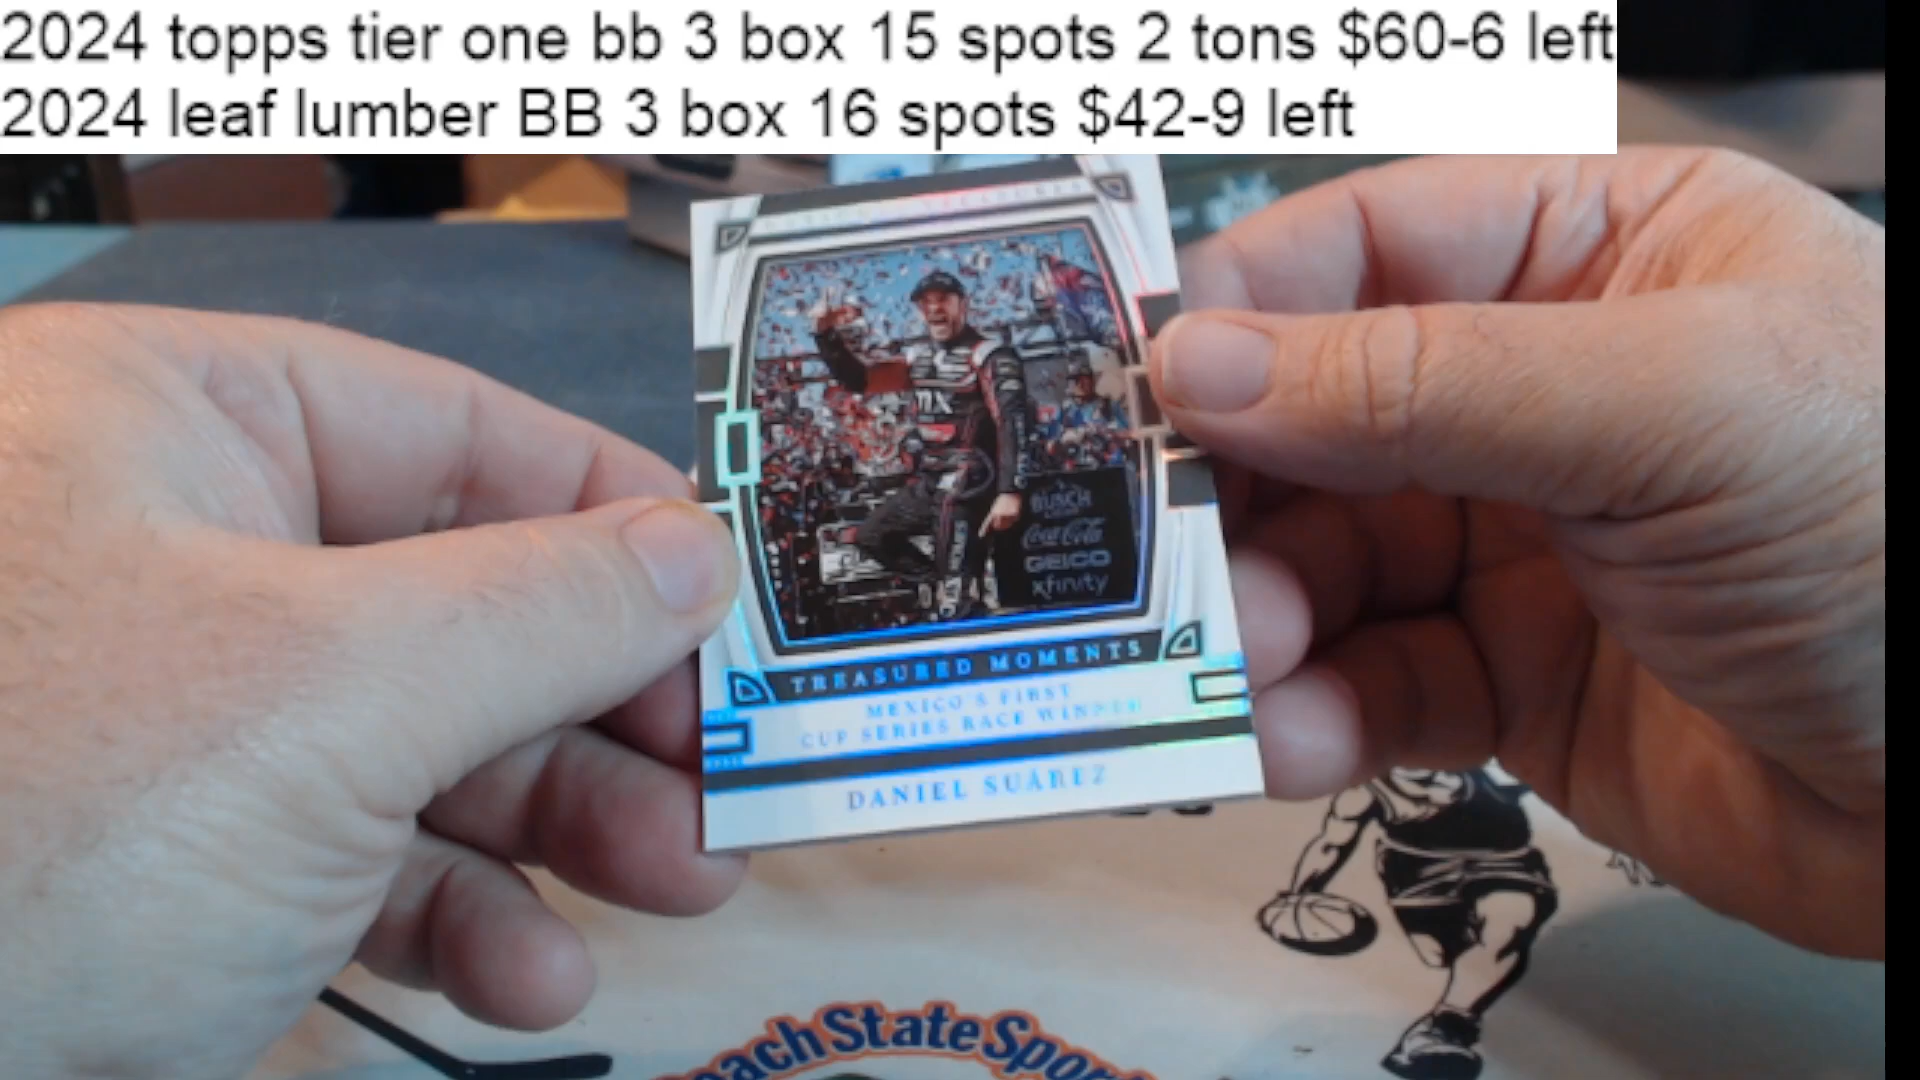 2024 topps tier one bb 3 box 15 spots 2 tons $60-6 left
2024 leaf lumber BB 3 box 16 spots $42-9 left
BUSCH
Coca-Cola
GEICO
xfinity
TREASURED MOMENTS
MEXICO'S FIRST
CUP SERIES RACE WINNER
DANIEL SUÁREZ